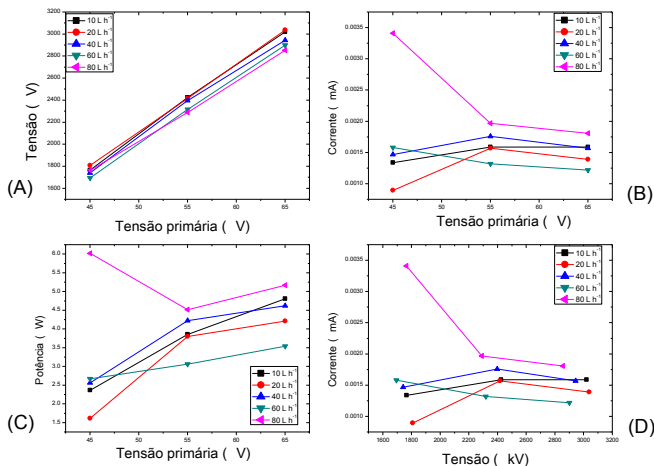 (A)
Tensão ( V)
3200
3000
2800
2600
2400
2200
2000
1800
1600
45
55
65
Tensão primária ( V)
10 L h⁻¹
20 L h⁻¹
40 L h⁻¹
60 L h⁻¹
80 L h⁻¹
(B)
Corrente ( mA)
0.0035
0.0030
0.0025
0.0020
0.0015
0.0010
45
55
65
Tensão primária ( V)
10 L h⁻¹
20 L h⁻¹
40 L h⁻¹
60 L h⁻¹
80 L h⁻¹
(C)
Potência ( W)
6.0
5.5
5.0
4.5
4.0
3.5
3.0
2.5
2.0
1.5
45
55
65
Tensão primária ( V)
10 L h⁻¹
20 L h⁻¹
40 L h⁻¹
60 L h⁻¹
80 L h⁻¹
(D)
Corrente ( mA)
0.0035
0.0030
0.0025
0.0020
0.0015
0.0010
1600
1800
2000
2200
2400
2600
2800
3000
3200
Tensão ( kV)
10 L h⁻¹
20 L h⁻¹
40 L h⁻¹
60 L h⁻¹
80 L h⁻¹